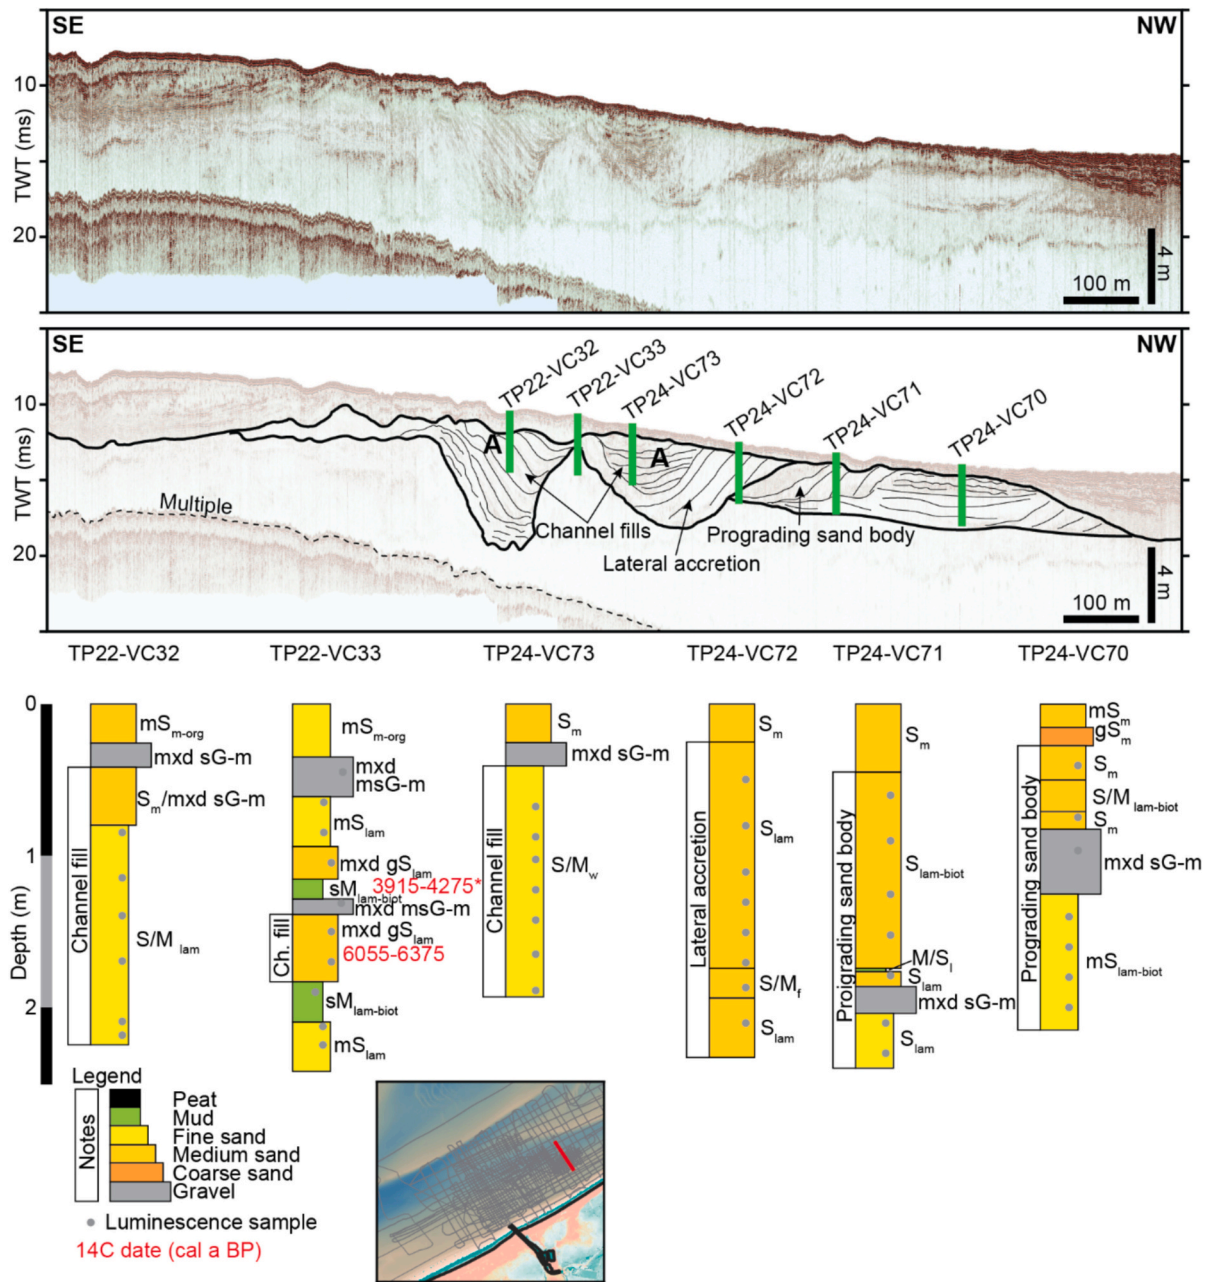 SE
NW
10
20
TWT (ms)
4 m
100 m
SE
NW
TP22-VC32
TP22-VC33
TP24-VC73
TP24-VC72
TP24-VC71
TP24-VC70
10
20
TWT (ms)
A
A
Multiple
Channel fills
Lateral accretion
Prograding sand body
4 m
100 m
TP22-VC32
TP22-VC33
TP24-VC73
TP24-VC72
TP24-VC71
TP24-VC70
0
1
2
Depth (m)
mSm-org
mxd sG-m
Sm/mxd sG-m
S/M lam
Channel fill
mSm-org
mxd
msG-m
mSlam
mxd gSlam
sMlam-biot
3915-4275*
mxd msG-m
mxd gSlam
6055-6375
sMlam-biot
mSlam
Ch. fill
Sm
mxd sG-m
S/Mw
Channel fill
Sm
Slam
S/Mf
Slam
Lateral accretion
Sm
Slam-biot
M/Sl
Slam
mxd sG-m
Slam
Proigrading sand body
mSm
gSm
Sm
S/Mlam-biot
Sm
mxd sG-m
mSlam-biot
Prograding sand body
Legend
Notes
Peat
Mud
Fine sand
Medium sand
Coarse sand
Gravel
Luminescence sample
14C date (cal a BP)